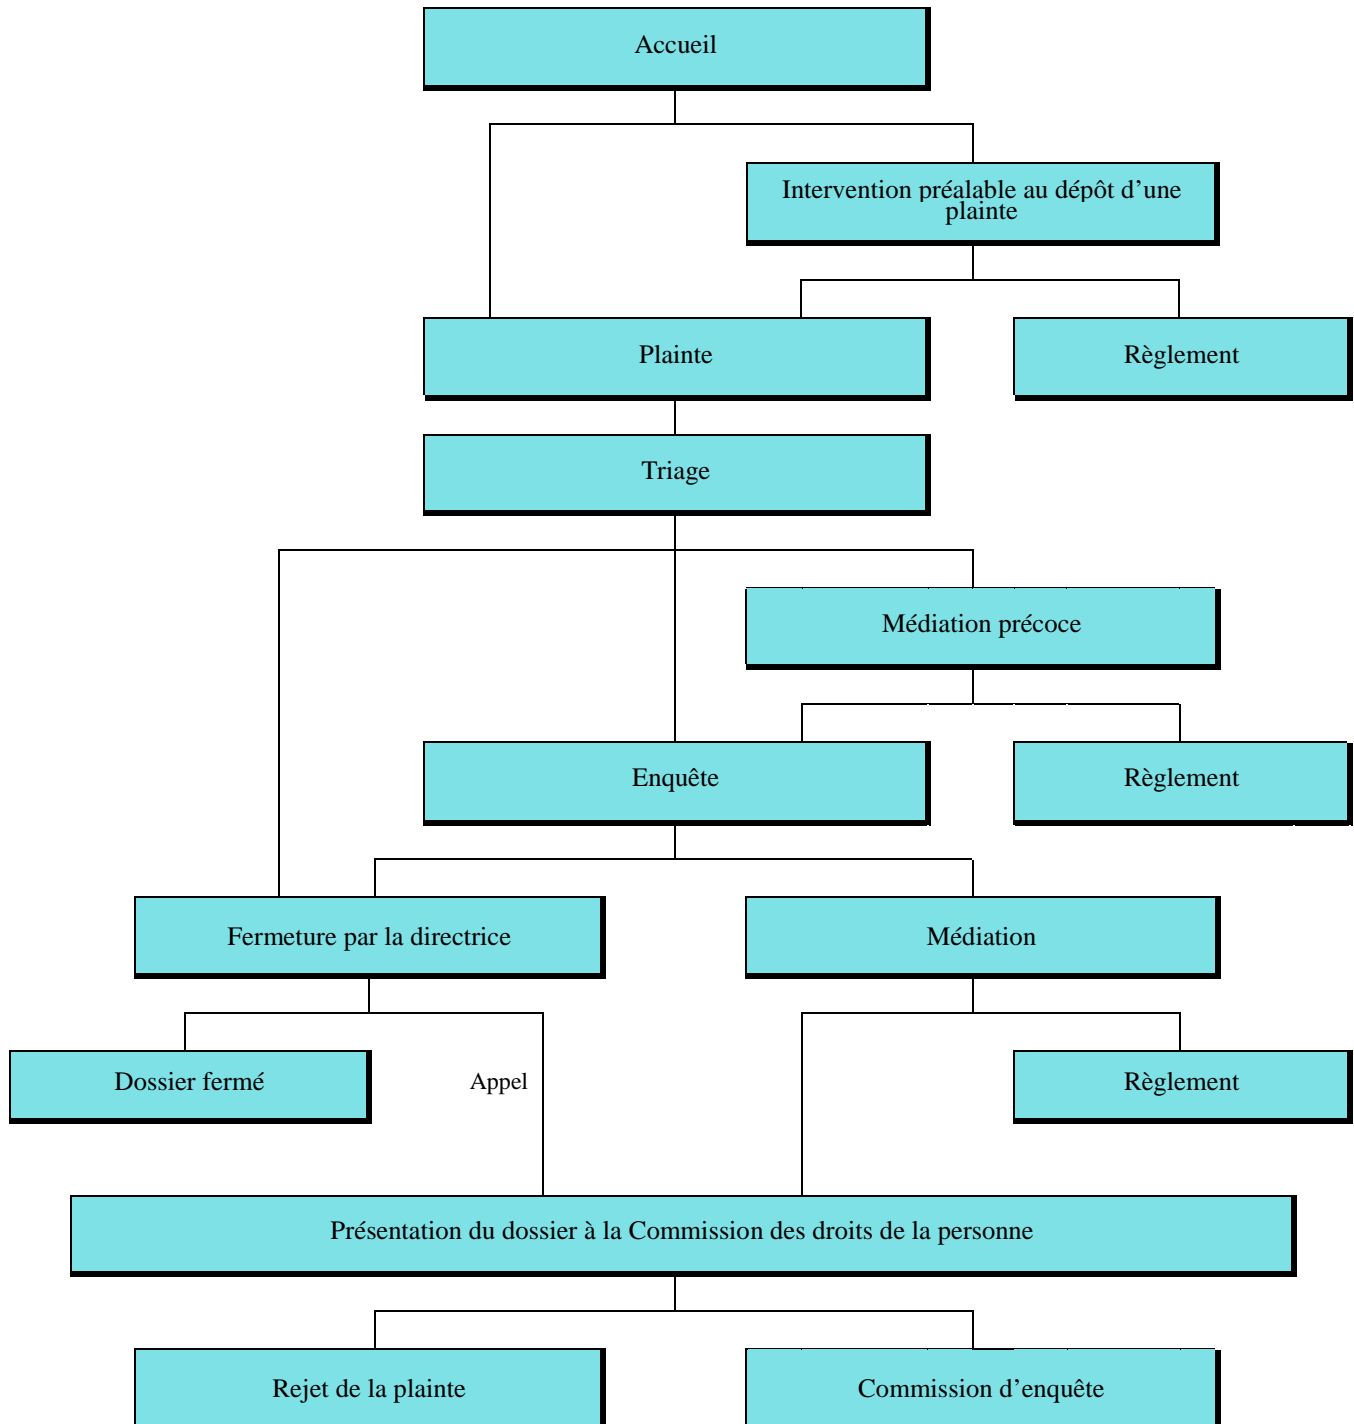 Accueil
Intervention préalable au dépôt d’une
plainte
Plainte
Règlement
Triage
Médiation précoce
Enquête
Règlement
Fermeture par la directrice
Médiation
Dossier fermé
Appel
Règlement
Présentation du dossier à la Commission des droits de la personne
Rejet de la plainte
Commission d’enquête